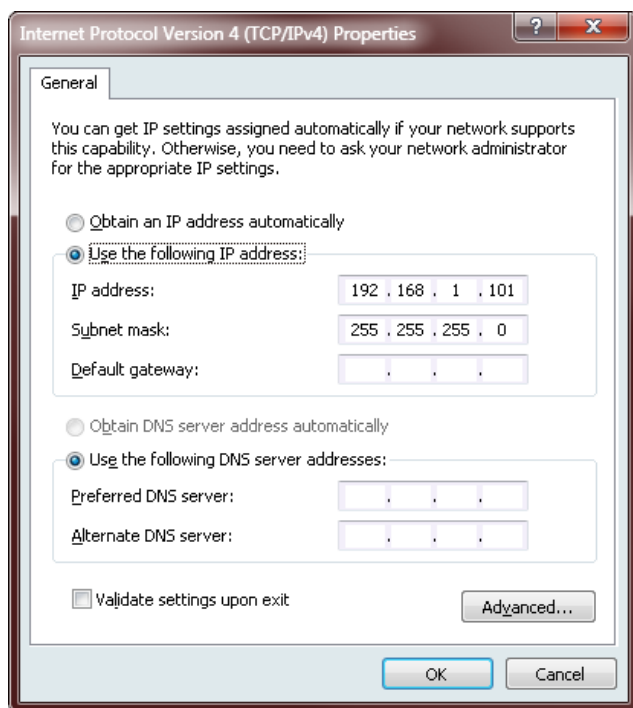 Internet Protocol Version 4 (TCP/IPv4) Properties
General
You can get IP settings assigned automatically if your network supports
this capability. Otherwise, you need to ask your network administrator
for the appropriate IP settings.
Obtain an IP address automatically
Use the following IP address:
IP address: 192 . 168 . 1 . 101
Subnet mask: 255 . 255 . 255 . 0
Default gateway: . . .
Obtain DNS server address automatically
Use the following DNS server addresses:
Preferred DNS server: . . .
Alternate DNS server: . . .
Validate settings upon exit
Advanced...
OK Cancel